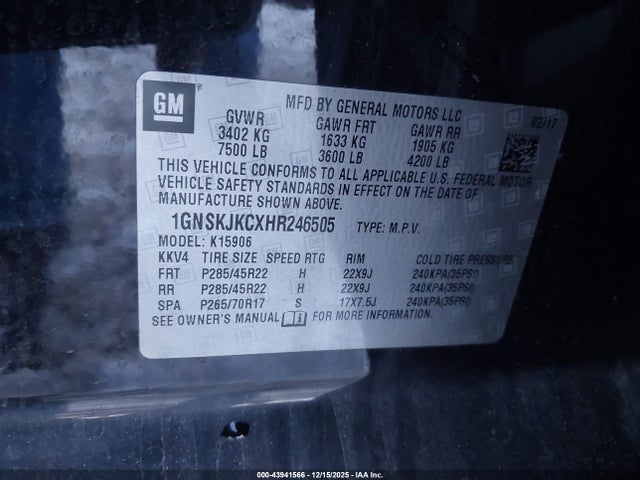 GM
MFD BY GENERAL MOTORS LLC
GVWR GAWR FRT GAWR RR 02/17
3402 KG 1633 KG 1905 KG
7500 LB 3600 LB 4200 LB
THIS VEHICLE CONFORMS TO ALL APPLICABLE U.S. FEDERAL MOTOR
VEHICLE SAFETY STANDARDS IN EFFECT ON THE DATE OF
MANUFACTURE SHOWN ABOVE.
1GNSKJKCXHR246505 TYPE: M.P.V.
MODEL: K15906
KKV4 TIRE SIZE SPEED RTG RIM COLD TIRE PRESSURE
FRT P285/45R22 H 22X9J 240KPA(35PSI)
RR P285/45R22 H 22X9J 240KPA(35PSI)
SPA P265/70R17 S 17X7.5J 240KPA(35PSI)
SEE OWNER'S MANUAL FOR MORE INFORMATION.
000-43941566 - 12/15/2025 - IAA Inc.